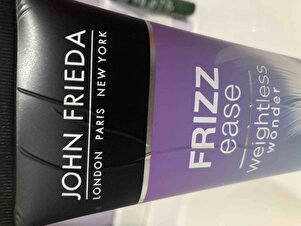 JOHN FRIEDA
LONDON PARIS NEW YORK
FRIZZ
ease
weightless
wonder